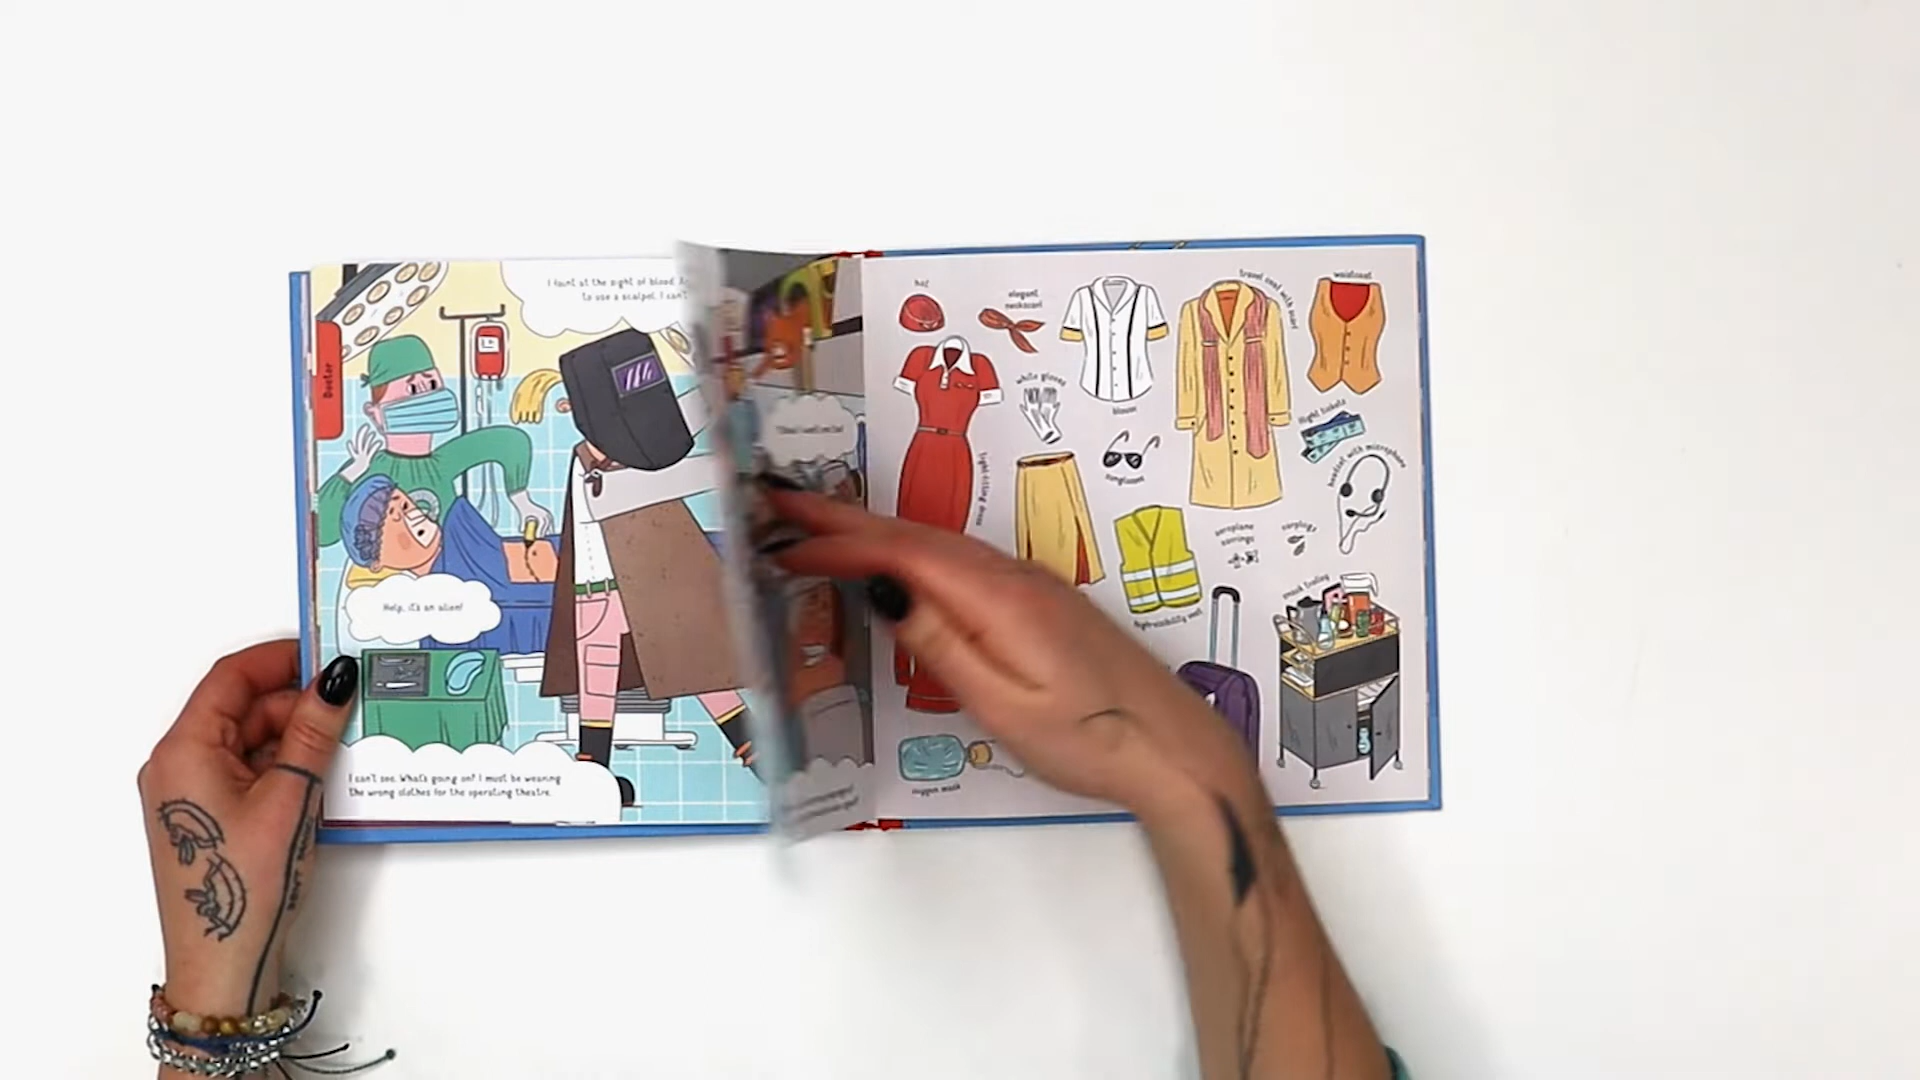 Doctor
I faint at the sight of blood.
to use a scalpel. I can't
Help, it's an alien!
I can't see. What's going on? I must be wearing
the wrong clothes for the operating theatre.
hat
elegant
neckscarf
white gloves
blouse
travel coat with scarf
waistcoat
tight-fitting dress
sunglasses
flight tickets
headset with microphone
aeroplane
earrings
earplugs
high-visibility vest
snack trolley
oxygen mask